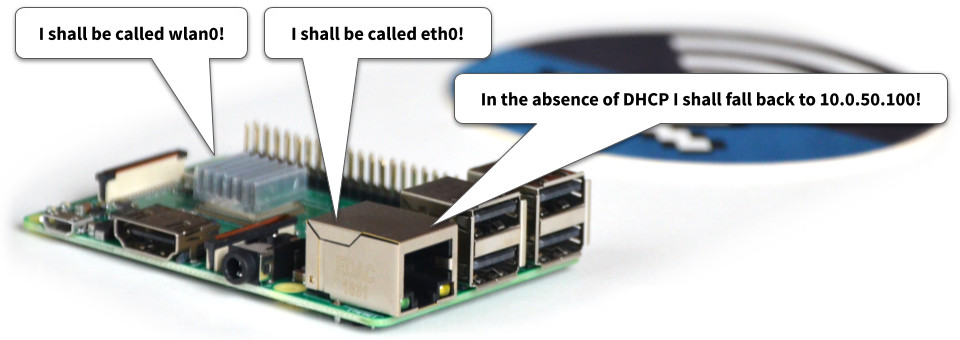 I shall be called wlan0!
I shall be called eth0!
In the absence of DHCP I shall fall back to 10.0.50.100!